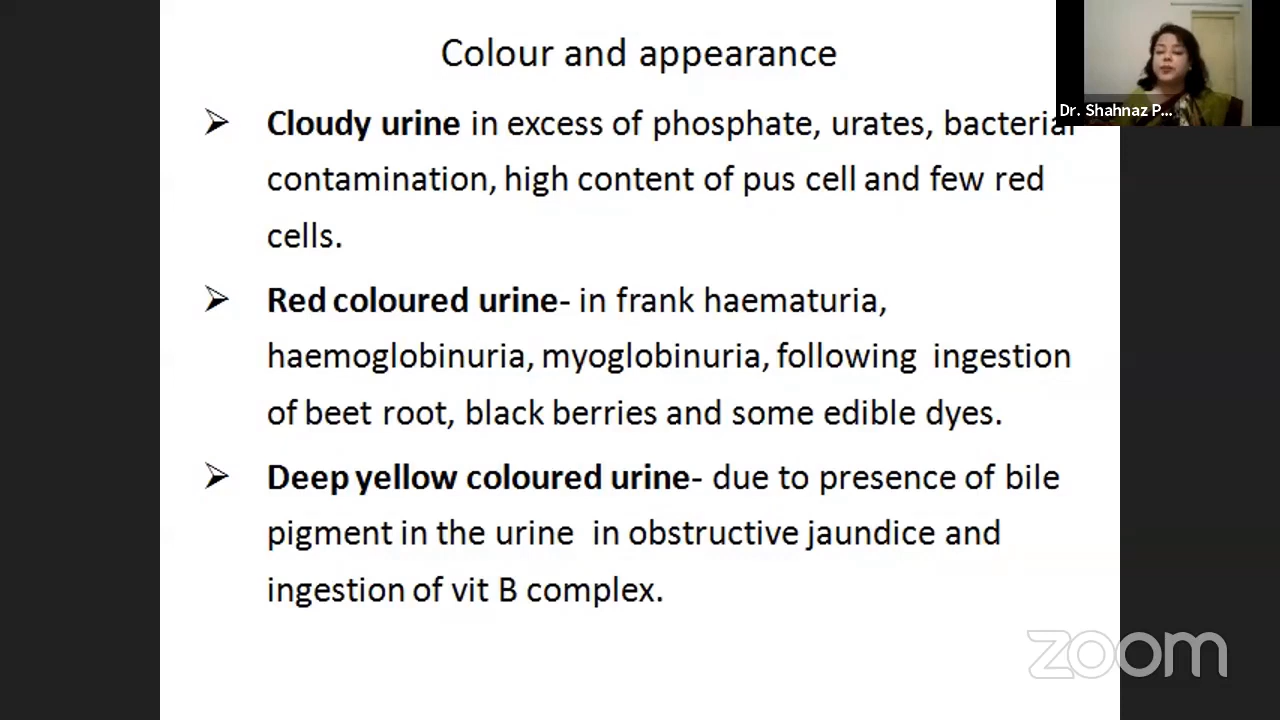 Colour and appearance
Dr. Shahnaz P...
➢ Cloudy urine in excess of phosphate, urates, bacterial
contamination, high content of pus cell and few red
cells.
➢ Red coloured urine- in frank haematuria,
haemoglobinuria, myoglobinuria, following ingestion
of beet root, black berries and some edible dyes.
➢ Deep yellow coloured urine- due to presence of bile
pigment in the urine in obstructive jaundice and
ingestion of vit B complex.
zoom